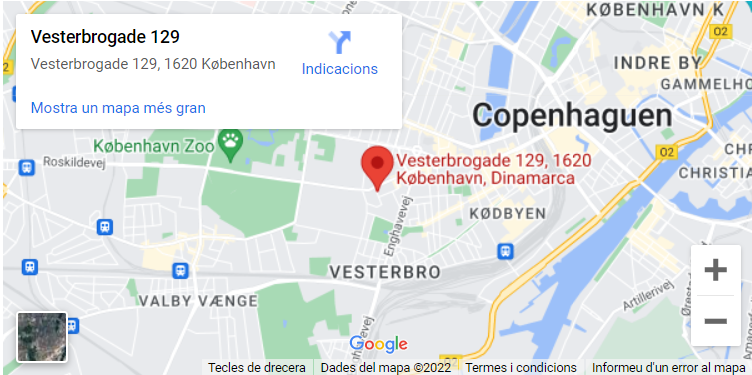 Vesterbrogade 129
Vesterbrogade 129, 1620 København
Indicacions
Mostra un mapa més gran
KØBENHAVN K
O2
INDRE BY
GAMMELHO
Copenhaguen
København Zoo
Roskildevej
Vesterbrogade 129, 1620
København, Dinamarca
O2
CHRIST
CHRISTIA
KØDBYEN
Enghavevej
VESTERBRO
VALBY VÆNGE
O2
Artillerivej
Google
Tecles de drecera
Dades del mapa ©2022
Termes i condicions
Informeu d'un error al mapa